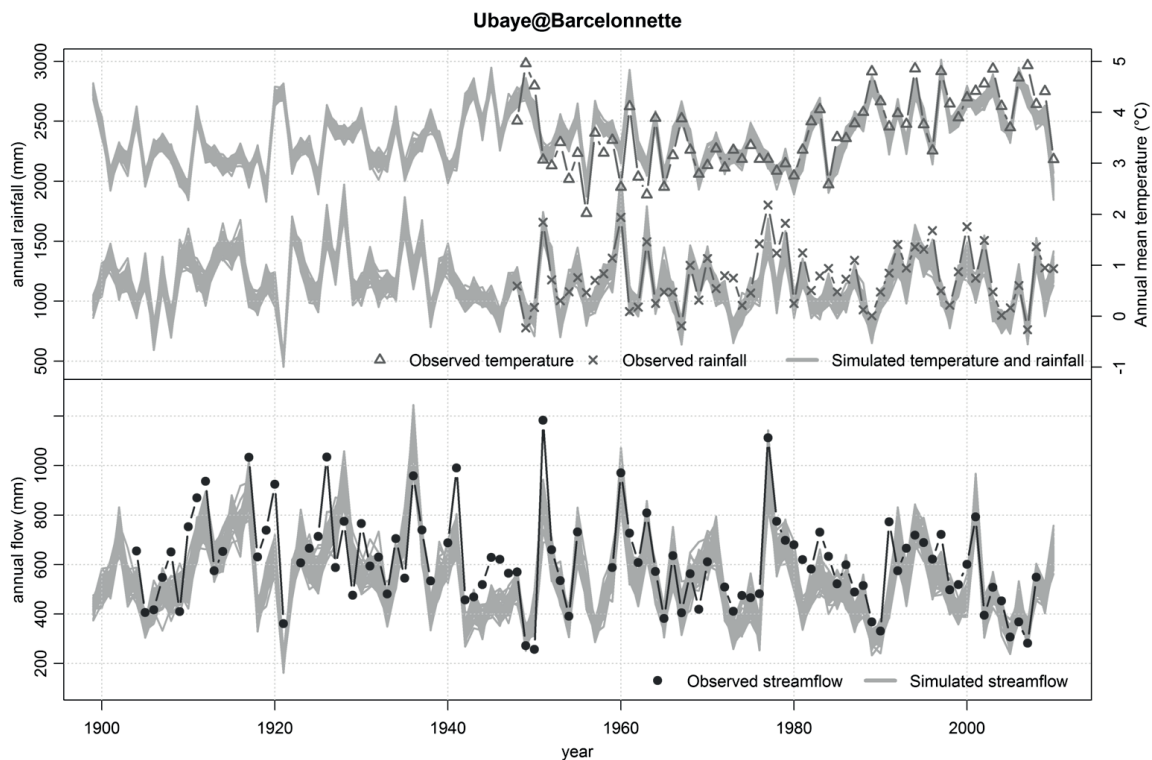 Ubaye@Barcelonnette
annual rainfall (mm)
3000
2500
2000
1500
1000
500
Annual mean temperature (°C)
5
4
3
2
1
0
-1
Observed temperature Observed rainfall Simulated temperature and rainfall
annual flow (mm)
1000
800
600
400
200
Observed streamflow Simulated streamflow
1900 1920 1940 1960 1980 2000
year